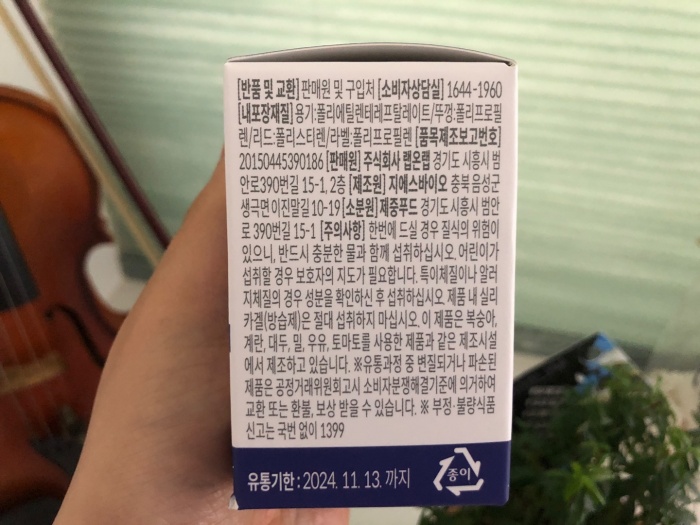 [반품 및 교환] 판매원 및 구입처 [소비자상담실] 1644-1960
[내포장재질] 용기:폴리에틸렌테레프탈레이트/뚜껑:폴리프로필
렌/리드:폴리스티렌/라벨:폴리프로필렌 [품목제조보고번호]
20150445390186 [판매원] 주식회사 랩온랩 경기도 시흥시 범
안로390번길 15-1, 2층 [제조원] 지에스바이오 충북 음성군
생극면 이진말길 10-19 [소분원] 제중푸드 경기도 시흥시 범안
로 390번길 15-1 [주의사항] 한번에 드실 경우 질식의 위험이
있으니, 반드시 충분한 물과 함께 섭취하십시오. 어린이가
섭취할 경우 보호자의 지도가 필요합니다. 특이체질이나 알러
지체질의 경우 성분을 확인하신 후 섭취하십시오. 제품 내 실리
카겔(방습제)은 절대 섭취하지 마십시오. 이 제품은 복숭아,
계란, 대두, 밀, 우유, 토마토를 사용한 제품과 같은 제조시설
에서 제조하고 있습니다. ※유통과정 중 변질되거나 파손된
제품은 공정거래위원회고시 소비자분쟁해결기준에 의거하여
교환 또는 환불, 보상 받을 수 있습니다. ※ 부정·불량식품
신고는 국번 없이 1399
유통기한 : 2024. 11. 13. 까지
종이